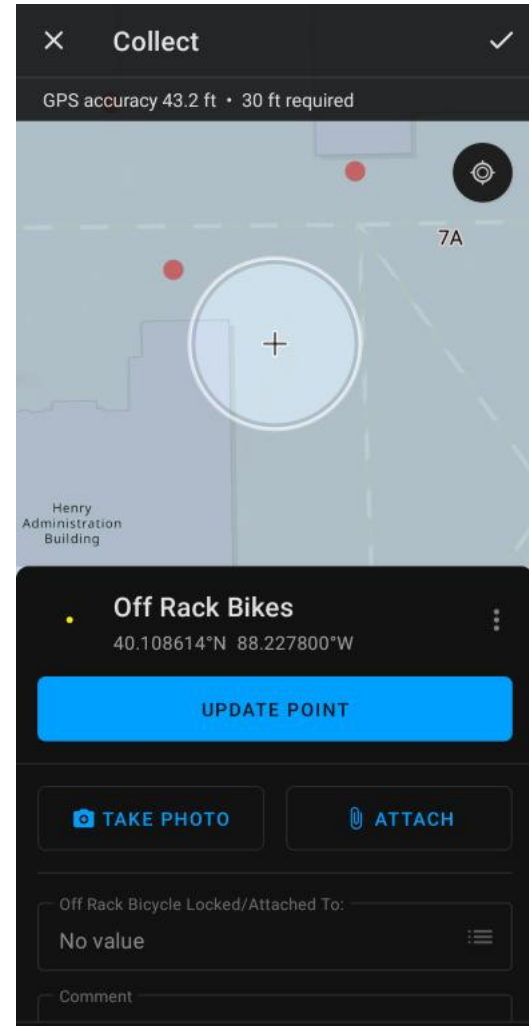 Collect
GPS accuracy 43.2 ft • 30 ft required
7A
Henry
Administration
Building
Off Rack Bikes
40.108614°N 88.227800°W
UPDATE POINT
TAKE PHOTO
ATTACH
Off Rack Bicycle Locked/Attached To:
No value
Comment